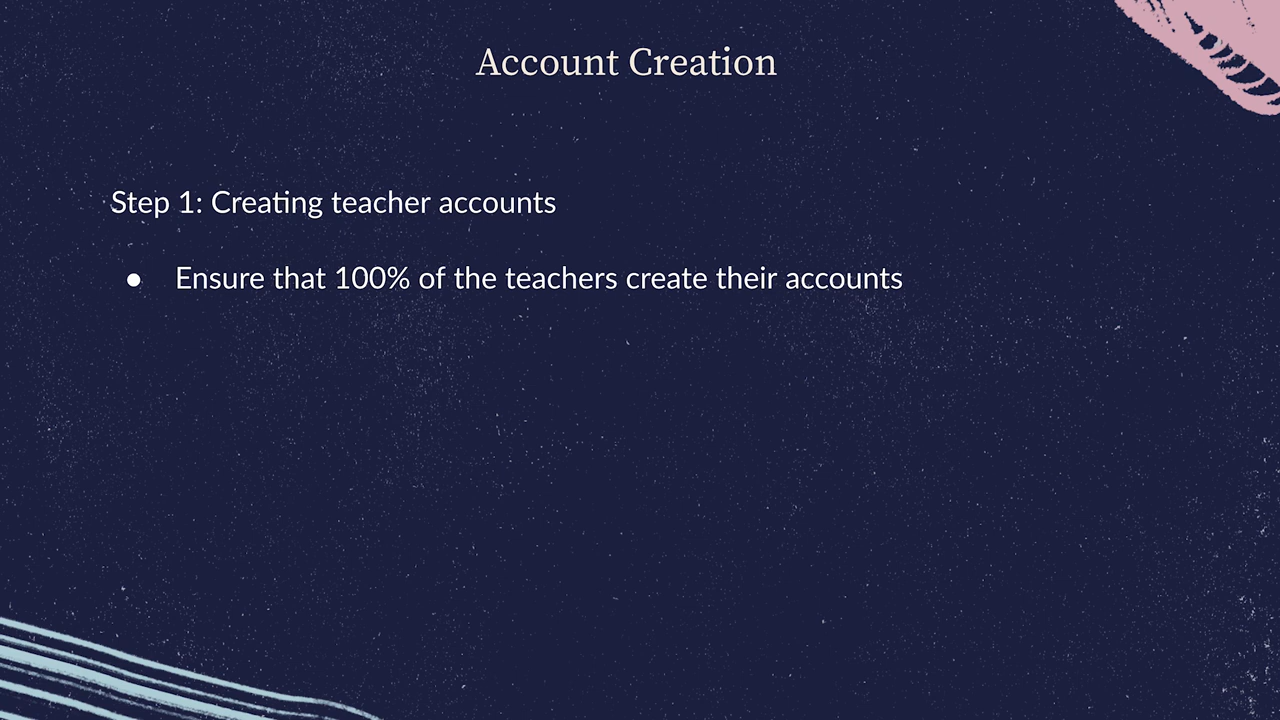 Account Creation
Step 1: Creating teacher accounts
● Ensure that 100% of the teachers create their accounts